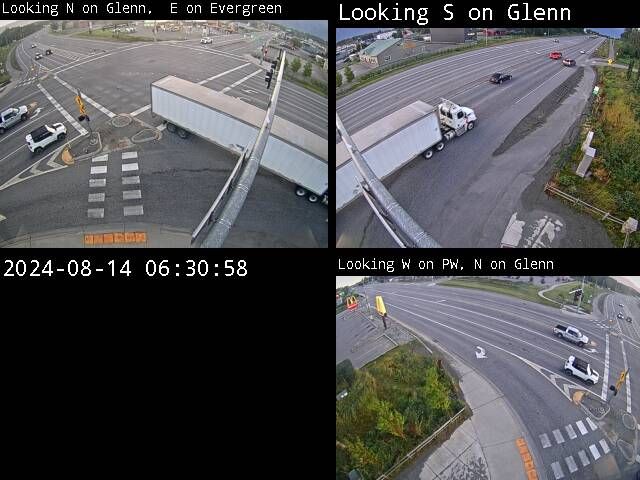 Looking N on Glenn,  E on Evergreen
Looking S on Glenn
2024-08-14 06:30:58
Looking W on PW, N on Glenn